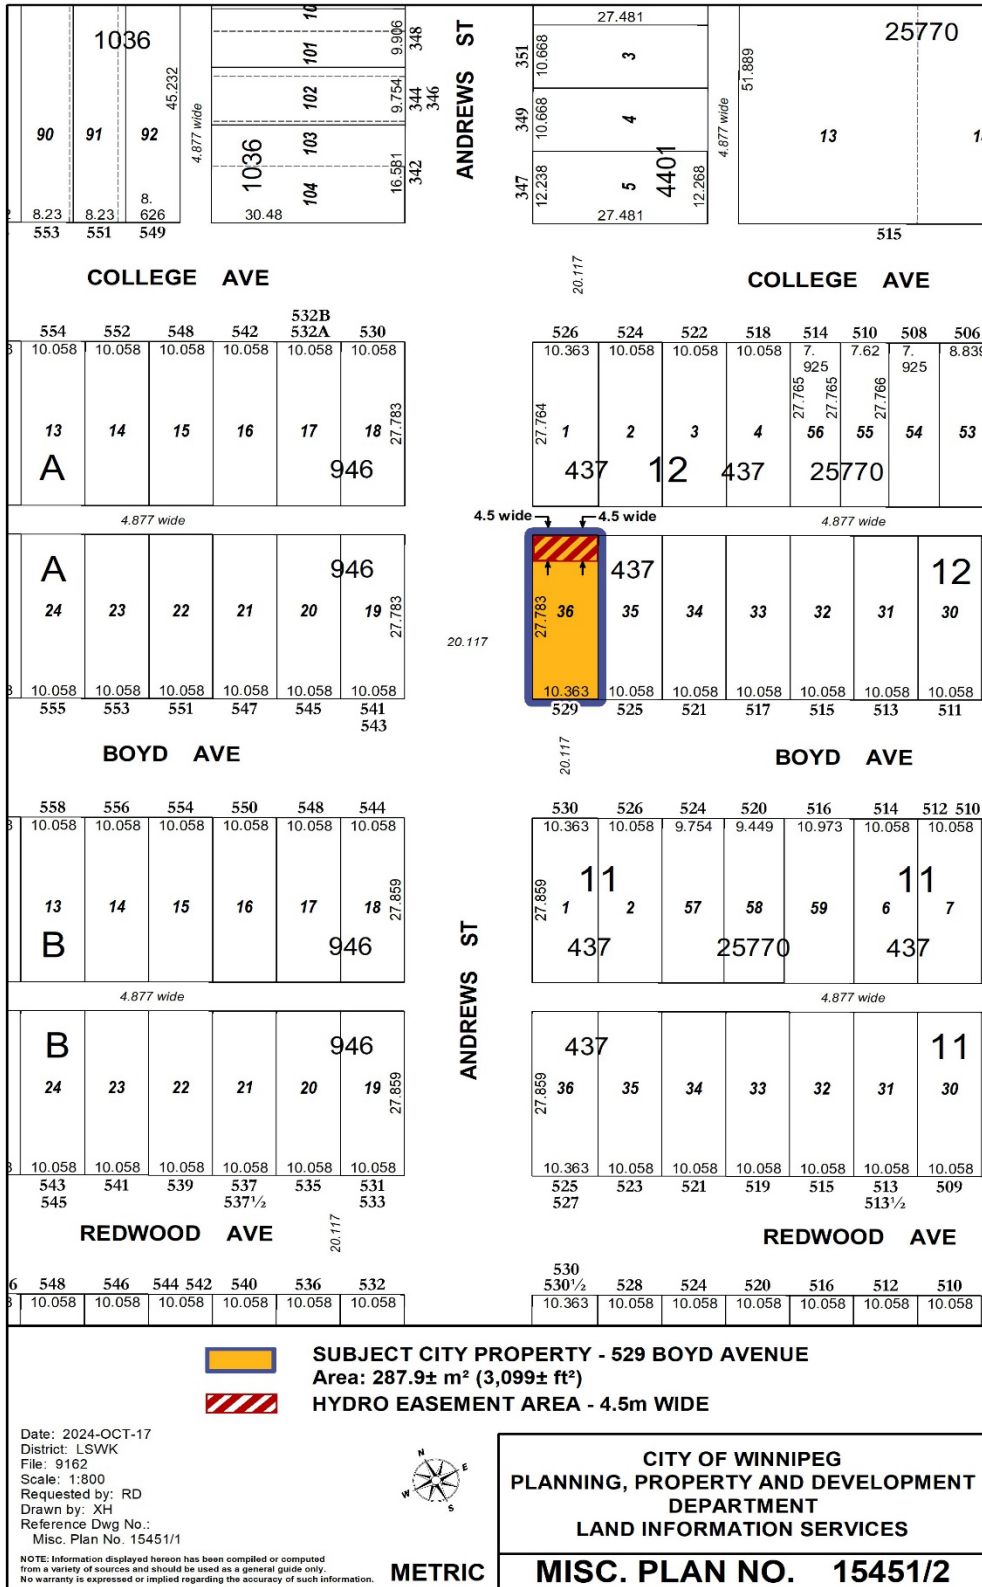 1036
90 91 92
45.232
4.877 wide
8.23 8.23 8.
626
553 551 549
10
101 9.906 348
102 9.754 344 346
103
1036 16.581 342
104
30.48
ANDREWS ST
27.481
351 10.668 3
349 10.668 4
347 12.238 5 4401 12.268
27.481
4.877 wide
51.889
25770
13
515
COLLEGE AVE
20.117
COLLEGE AVE
532B
554 552 548 542 532A 530
10.058 10.058 10.058 10.058 10.058 10.058
13 14 15 16 17 18 27.783
A 946
526 524 522 518 514 510 508 506
10.363 10.058 10.058 10.058 7. 7.62 7. 8.839
925 925
27.764 27.765 27.765 27.766
1 2 3 4 56 55 54 53
437 12 437 25770
4.877 wide
4.5 wide 4.5 wide
4.877 wide
A 946
24 23 22 21 20 19 27.783
10.058 10.058 10.058 10.058 10.058 10.058
555 553 551 547 545 541
543
20.117
437 12
27.783 36 35 34 33 32 31 30
10.363 10.058 10.058 10.058 10.058 10.058 10.058
529 525 521 517 515 513 511
BOYD AVE
20.117
BOYD AVE
558 556 554 550 548 544
10.058 10.058 10.058 10.058 10.058 10.058
13 14 15 16 17 18 27.859
B 946
530 526 524 520 516 514 512 510
10.363 10.058 9.754 9.449 10.973 10.058 10.058
11 11
27.859 1 2 57 58 59 6 7
437 25770 437
4.877 wide
4.877 wide
ANDREWS ST
B 946
24 23 22 21 20 19 27.859
10.058 10.058 10.058 10.058 10.058 10.058
543 541 539 537 535 531
545 537½ 533
437 11
27.859 36 35 34 33 32 31 30
10.363 10.058 10.058 10.058 10.058 10.058 10.058
525 523 521 519 515 513 509
527 513½
REDWOOD AVE
20.117
REDWOOD AVE
6 548 546 544 542 540 536 532
10.058 10.058 10.058 10.058 10.058 10.058
530
530½ 528 524 520 516 512 510
10.363 10.058 10.058 10.058 10.058 10.058 10.058
SUBJECT CITY PROPERTY - 529 BOYD AVENUE
Area: 287.9± m² (3,099± ft²)
HYDRO EASEMENT AREA - 4.5m WIDE
Date: 2024-OCT-17
District: LSWK
File: 9162
Scale: 1:800
Requested by: RD
Drawn by: XH
Reference Dwg No.:
Misc. Plan No. 15451/1
NOTE: Information displayed hereon has been compiled or computed
from a variety of sources and should be used as a general guide only.
No warranty is expressed or implied regarding the accuracy of such information.
N
E
W
S
METRIC
CITY OF WINNIPEG
PLANNING, PROPERTY AND DEVELOPMENT
DEPARTMENT
LAND INFORMATION SERVICES
MISC. PLAN NO. 15451/2